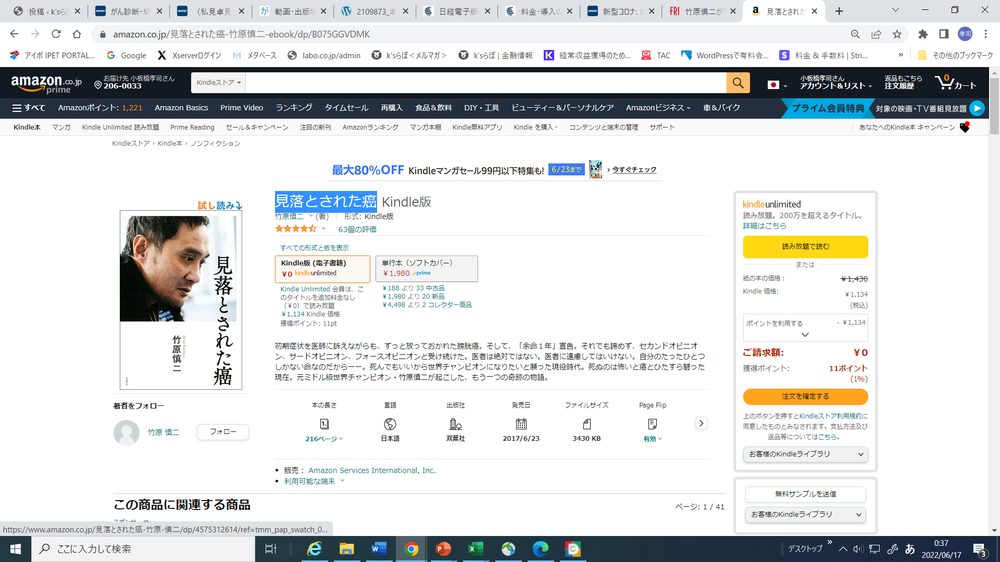 投稿 ‹ k'sらぼ
がん診断・切
（私見卓見
動画・出版物
2109873_本
日経電子版
料金・導入の
新型コロナ: か
竹原慎二が
見落とされた
amazon.co.jp/見落とされた癌-竹原慎二-ebook/dp/B075GGVDMK
孝司
アイポ IPET PORTAL...
Google
Xserverログイン
メタベース
labo.co.jp/admin
k'sらぼ＜メルマガ＞
k'sらぼ | 金融情報
経常収益獲得のため...
TAC
WordPressで有料会...
料金 & 手数料 | Stri...
»
その他のブックマーク
amazon.co.jp
prime
お届け先 小板橋孝司さん
206-0033
Kindleストア
小板橋孝司さん
アカウント&リスト
返品もこちら
注文履歴
0
カート
すべて
Amazonポイント: 1,221
Amazon Basics
Prime Video
ランキング
タイムセール
再購入
食品＆飲料
DIY・工具
ビューティー＆パーソナルケア
Amazonビジネス
車＆バイク
プライム会員特典
対象の映画・TV番組見放題
Kindle本
マンガ
Kindle Unlimited 読み放題
Prime Reading
セール＆キャンペーン
注目の新刊
Amazonランキング
マンガ本棚
Kindle無料アプリ
Kindle を購入
コンテンツと端末の管理
サポート
あなたへのKindle本 キャンペーン
Kindleストア › Kindle本 › ノンフィクション
最大80%OFF Kindleマンガセール99円以下特集も! 6/23まで › 今すぐチェック
試し読み
見落とされた癌
竹原慎二
Shinji Takehara
双葉社
見落とされた癌 Kindle版
竹原慎二 (著) 形式: Kindle版
63個の評価
すべての形式と版を表示
Kindle版 (電子書籍)
￥0 kindleunlimited
Kindle Unlimited 会員は、こ
のタイトルを追加料金なし
（￥0）で読み放題
￥1,134 Kindle 価格
獲得ポイント: 11pt
単行本（ソフトカバー）
￥1,980 prime
￥188 より 33 中古品
￥1,980 より 20 新品
￥4,498 より 2 コレクター商品
初期症状を医師に訴えながらも、ずっと放っておかれた膀胱癌。そして、「余命１年」宣告。それでも諦めず、セカンドオピニオ
ン、サードオピニオン、フォースオピニオンと受け続けた。医者は絶対ではない。医者に遠慮してはいけない。自分のたったひとつ
しかない命なのだからーー。死んでもいいから世界チャンピオンになりたいと願った現役時代。死ぬのは怖いと癌とひたすら闘った
現在。元ミドル級世界チャンピオン・竹原慎二が起こした、もう一つの奇跡の物語。
本の長さ
1.
216ページ
言語
日本語
出版社
双葉社
発売日
2017/6/23
ファイルサイズ
3430 KB
Page Flip
有効
著者をフォロー
竹原 慎二
フォロー
販売： Amazon Services International, Inc.
利用可能な端末
この商品に関連する商品
ページ: 1 / 41
スポンサ
kindleunlimited
読み放題。200万を超えるタイトル。
詳細はこちら
読み放題で読む
または
紙の本の価格： ￥1,430
Kindle 価格: ￥1,134
(税込)
ポイントを利用する - ￥1,134
ご請求額: ￥0
獲得ポイント: 11ポイント
(1%)
注文を確定する
上のボタンを押すとKindleストア利用規約に
同意したものとみなされます。支払方法及び
返品等についてはこちら。
お客様のKindleライブラリ
無料サンプルを送信
お客様のKindleライブラリ
https://www.amazon.co.jp/見落とされた癌-竹原-慎二/dp/4575312614/ref=tmm_pap_swatch_0...
ここに入力して検索
デスクトップ
»
あ
0:37
2022/06/17
3